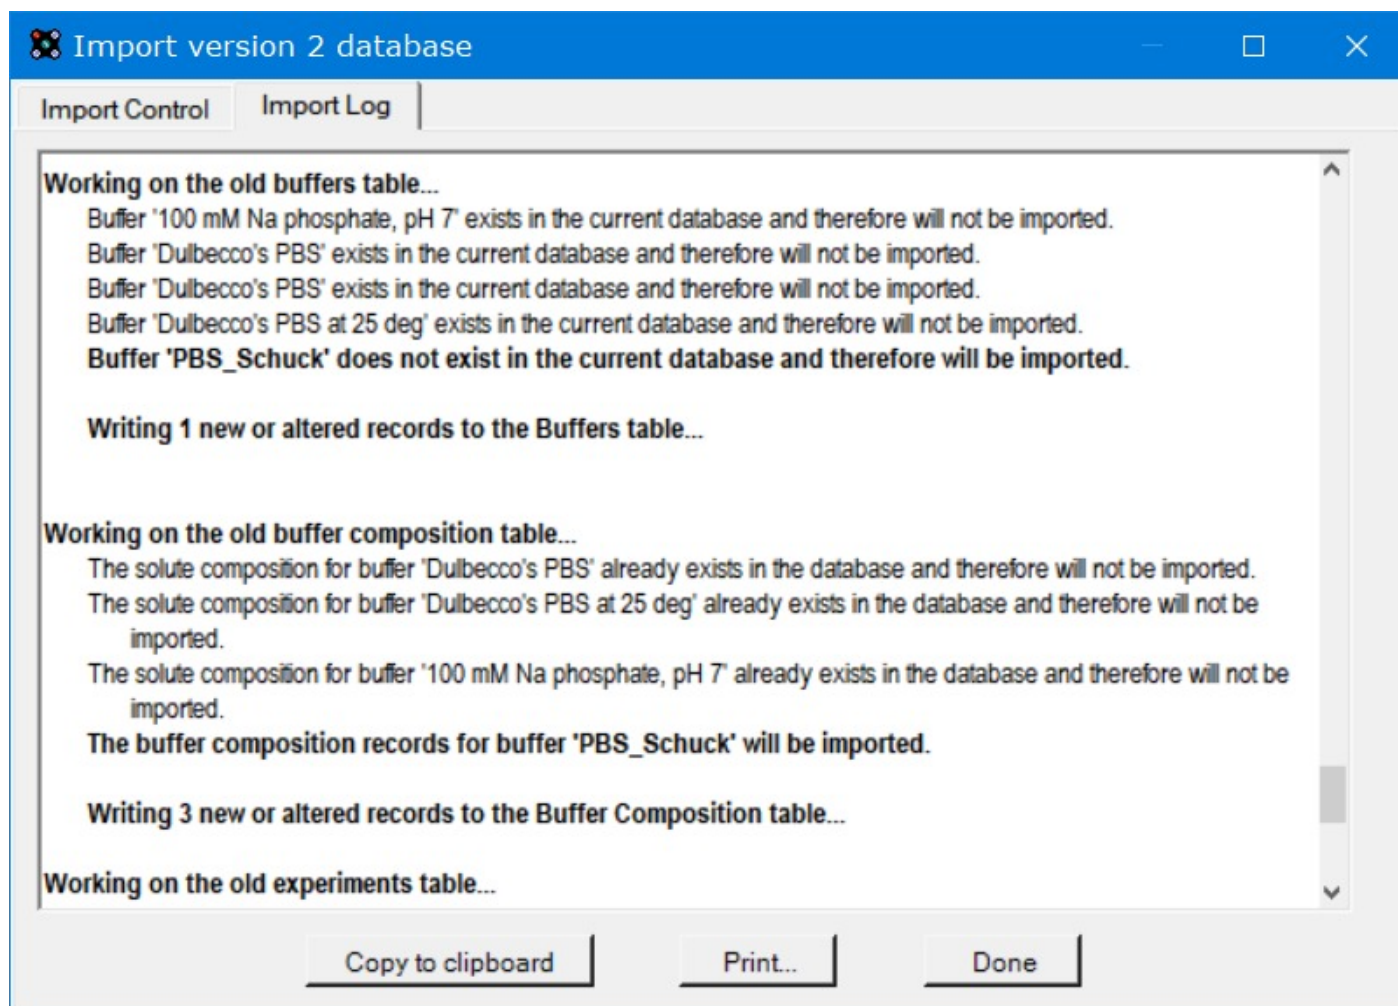 Import version 2 database
Import Control
Import Log
Working on the old buffers table...
Buffer '100 mM Na phosphate, pH 7' exists in the current database and therefore will not be imported.
Buffer 'Dulbecco's PBS' exists in the current database and therefore will not be imported.
Buffer 'Dulbecco's PBS' exists in the current database and therefore will not be imported.
Buffer 'Dulbecco's PBS at 25 deg' exists in the current database and therefore will not be imported.
Buffer 'PBS_Schuck' does not exist in the current database and therefore will be imported.
Writing 1 new or altered records to the Buffers table...
Working on the old buffer composition table...
The solute composition for buffer 'Dulbecco's PBS' already exists in the database and therefore will not be imported.
The solute composition for buffer 'Dulbecco's PBS at 25 deg' already exists in the database and therefore will not be
imported.
The solute composition for buffer '100 mM Na phosphate, pH 7' already exists in the database and therefore will not be
imported.
The buffer composition records for buffer 'PBS_Schuck' will be imported.
Writing 3 new or altered records to the Buffer Composition table...
Working on the old experiments table...
Copy to clipboard
Print...
Done